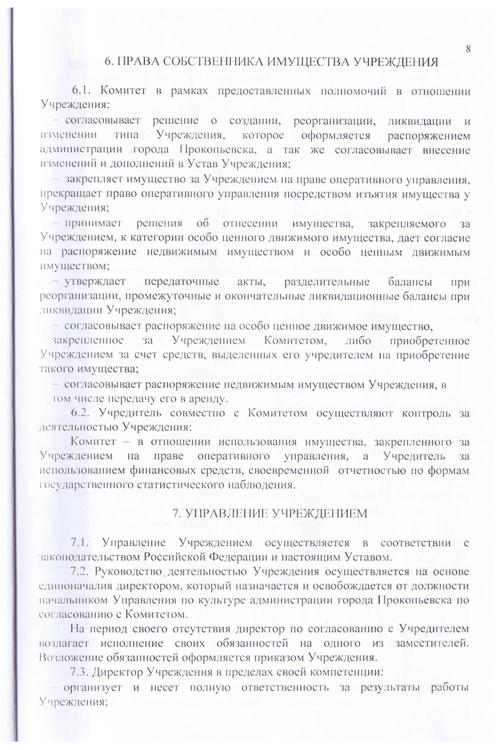 8
6. ПРАВА СОБСТВЕННИКА ИМУЩЕСТВА УЧРЕЖДЕНИЯ
6.1. Комитет в рамках предоставленных полномочий в отношении
Учреждения:
– согласовывает решение о создании, реорганизации, ликвидации и
изменении типа Учреждения, которое оформляется распоряжением
администрации города Прокопьевска, а так же согласовывает внесение
изменений и дополнений в Устав Учреждения;
– закрепляет имущество за Учреждением на праве оперативного управления,
прекращает право оперативного управления посредством изъятия имущества у
Учреждения;
– принимает решения об отнесении имущества, закрепляемого за
Учреждением, к категории особо ценного движимого имущества, дает согласие
на распоряжение недвижимым имуществом и особо ценным движимым
имуществом;
– утверждает передаточные акты, разделительные балансы при
реорганизации, промежуточные и окончательные ликвидационные балансы при
ликвидации Учреждения;
– согласовывает распоряжение на особо ценное движимое имущество,
закрепленное за Учреждением Комитетом, либо приобретенное
Учреждением за счет средств, выделенных его учредителем на приобретение
такого имущества;
– согласовывает распоряжение недвижимым имуществом Учреждения, в
том числе передачу его в аренду.
6.2. Учредитель совместно с Комитетом осуществляют контроль за
деятельностью Учреждения:
Комитет – в отношении использования имущества, закрепленного за
Учреждением на праве оперативного управления, а Учредитель за
использованием финансовых средств, своевременной отчетностью по формам
государственного статистического наблюдения.
7. УПРАВЛЕНИЕ УЧРЕЖДЕНИЕМ
7.1. Управление Учреждением осуществляется в соответствии с
законодательством Российской Федерации и настоящим Уставом.
7.2. Руководство деятельностью Учреждения осуществляется на основе
единоначалия директором, который назначается и освобождается от должности
начальником Управления по культуре администрации города Прокопьевска по
согласованию с Комитетом.
На период своего отсутствия директор по согласованию с Учредителем
возлагает исполнение своих обязанностей на одного из заместителей.
Возложение обязанностей оформляется приказом Учреждения.
7.3. Директор Учреждения в пределах своей компетенции:
– организует и несет полную ответственность за результаты работы
Учреждения;